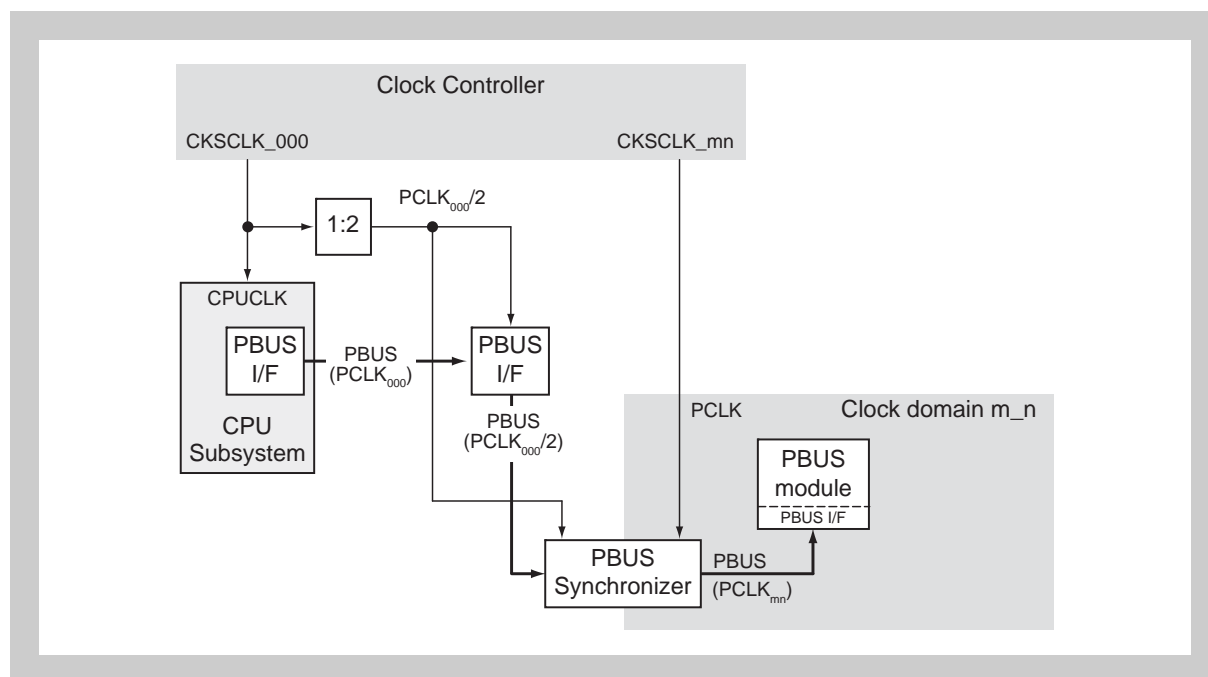 Clock Controller
CKSCLK_000
CKSCLK_mn
PCLK000/2
1:2
CPUCLK
PBUS
I/F
CPU
Subsystem
PBUS
(PCLK000)
PBUS
I/F
PBUS
(PCLK000/2)
PCLK
Clock domain m_n
PBUS
module
PBUS I/F
PBUS
Synchronizer
PBUS
(PCLKmn)